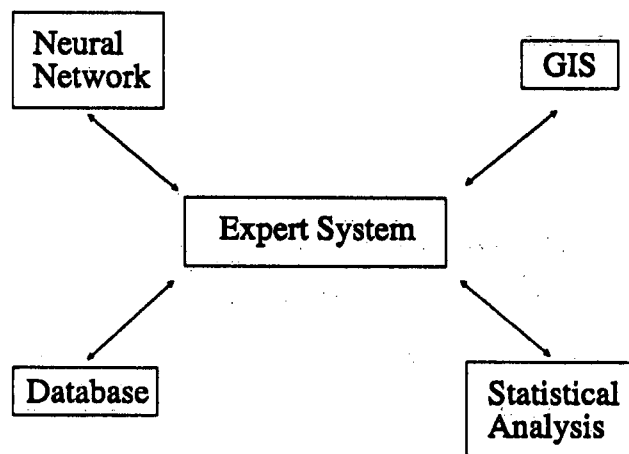 Neural
Network
GIS
Expert System
Database
Statistical
Analysis